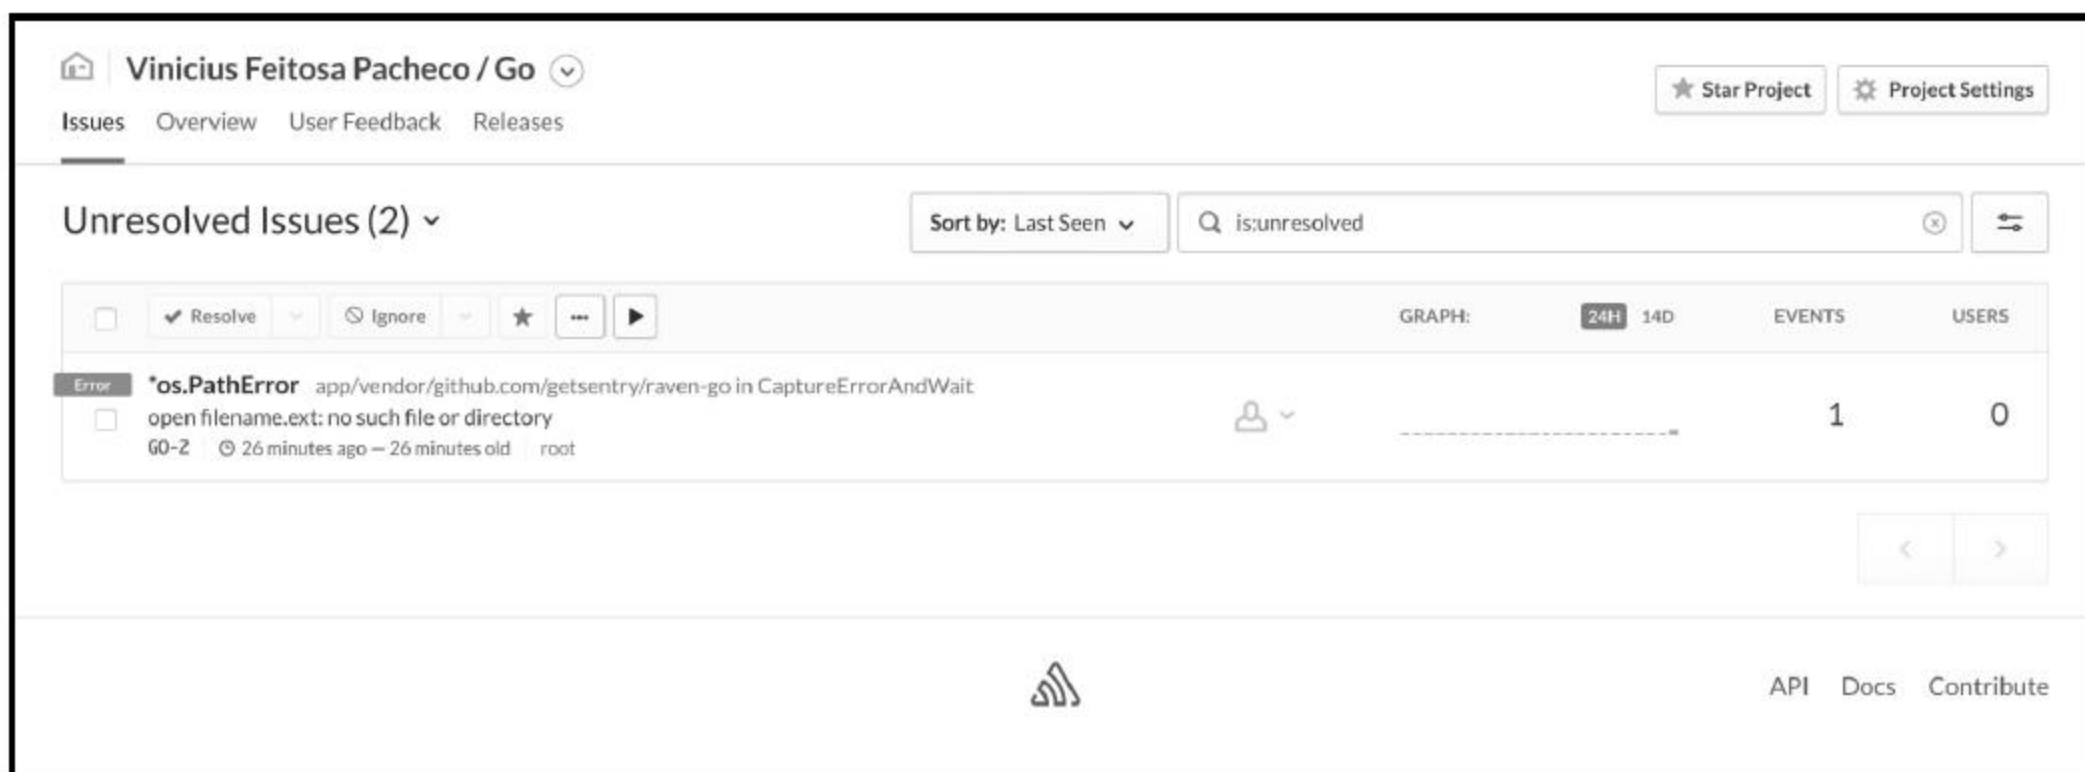 Vinicius Feitosa Pacheco / Go
Star Project
Project Settings
Issues Overview User Feedback Releases
Unresolved Issues (2)
Sort by: Last Seen
is:unresolved
Resolve Ignore GRAPH: 24H 14D EVENTS USERS
Error *os.PathError app/vendor/github.com/getsentry/raven-go in CaptureErrorAndWait
open filename.ext: no such file or directory
1 0
GO-2 26 minutes ago — 26 minutes old root
API Docs Contribute